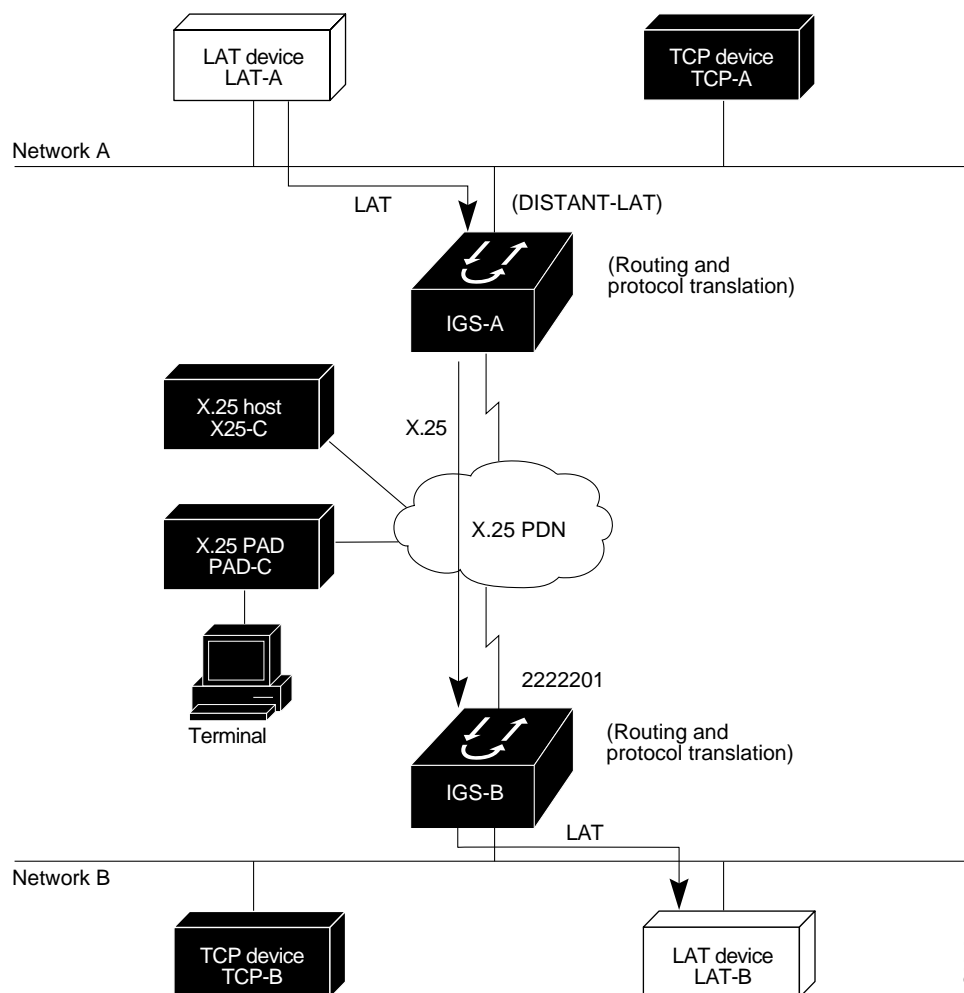 LAT device
LAT-A
TCP device
TCP-A
Network A
LAT
(DISTANT-LAT)
(Routing and
protocol translation)
IGS-A
X.25 host
X25-C
X.25
X.25 PDN
X.25 PAD
PAD-C
2222201
Terminal
(Routing and
protocol translation)
IGS-B
LAT
Network B
TCP device
TCP-B
LAT device
LAT-B